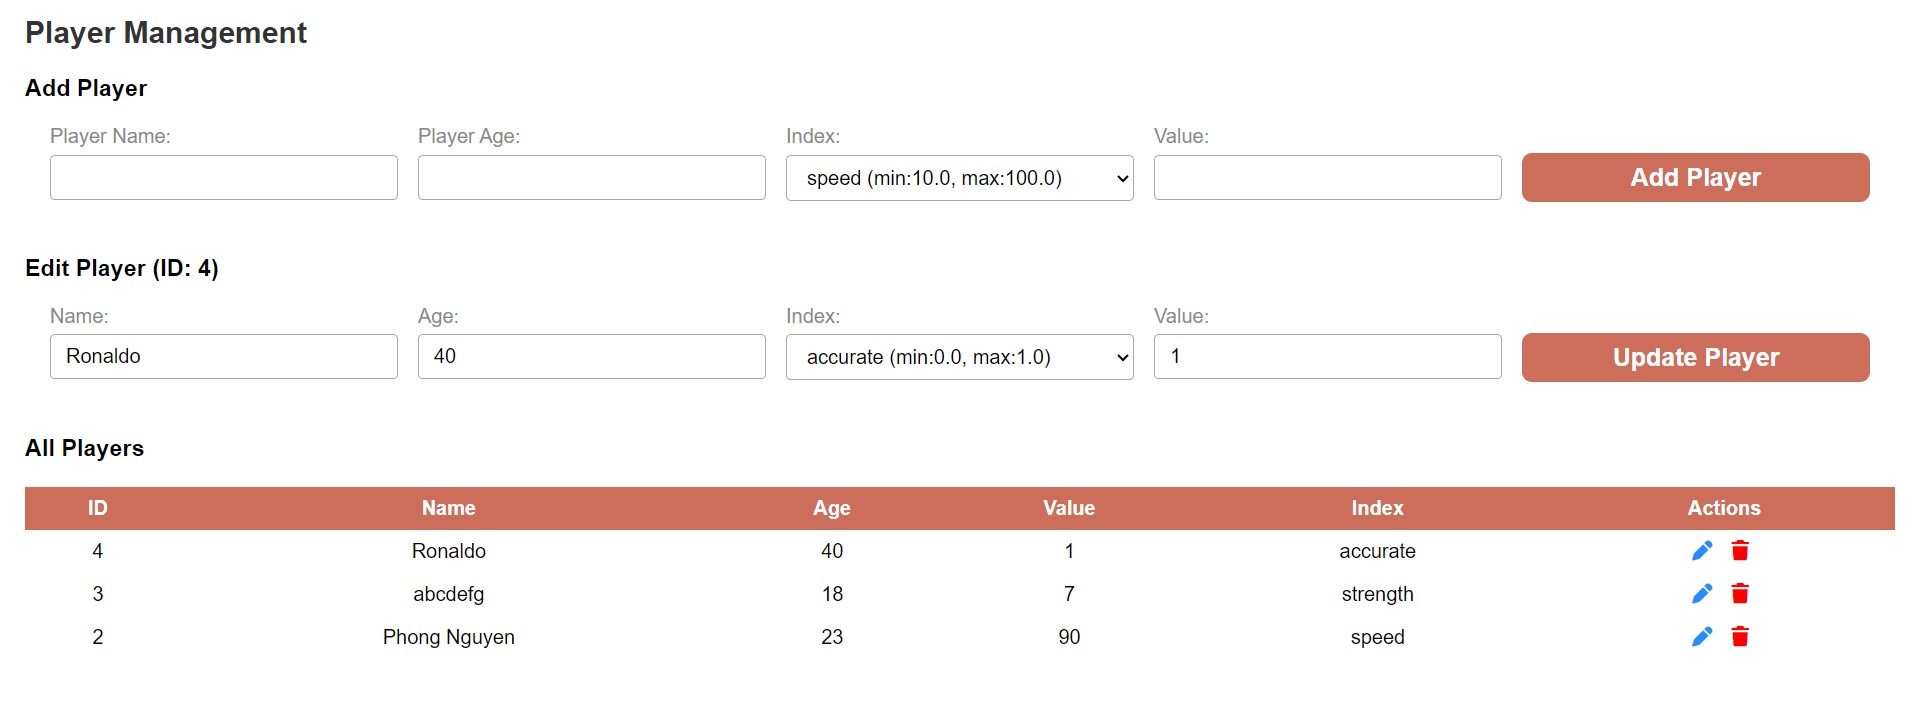 Player Management
Add Player
Player Name: Player Age: Index: Value:
speed (min:10.0, max:100.0) Add Player
Edit Player (ID: 4)
Name: Age: Index: Value:
Ronaldo 40 accurate (min:0.0, max:1.0) 1 Update Player
All Players
ID Name Age Value Index Actions
4 Ronaldo 40 1 accurate
3 abcdefg 18 7 strength
2 Phong Nguyen 23 90 speed